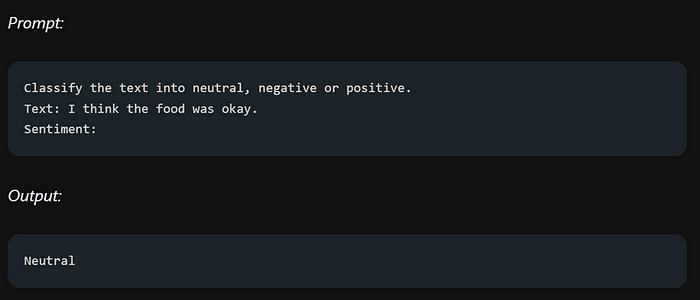 Prompt:
Classify the text into neutral, negative or positive.
Text: I think the food was okay.
Sentiment:
Output:
Neutral